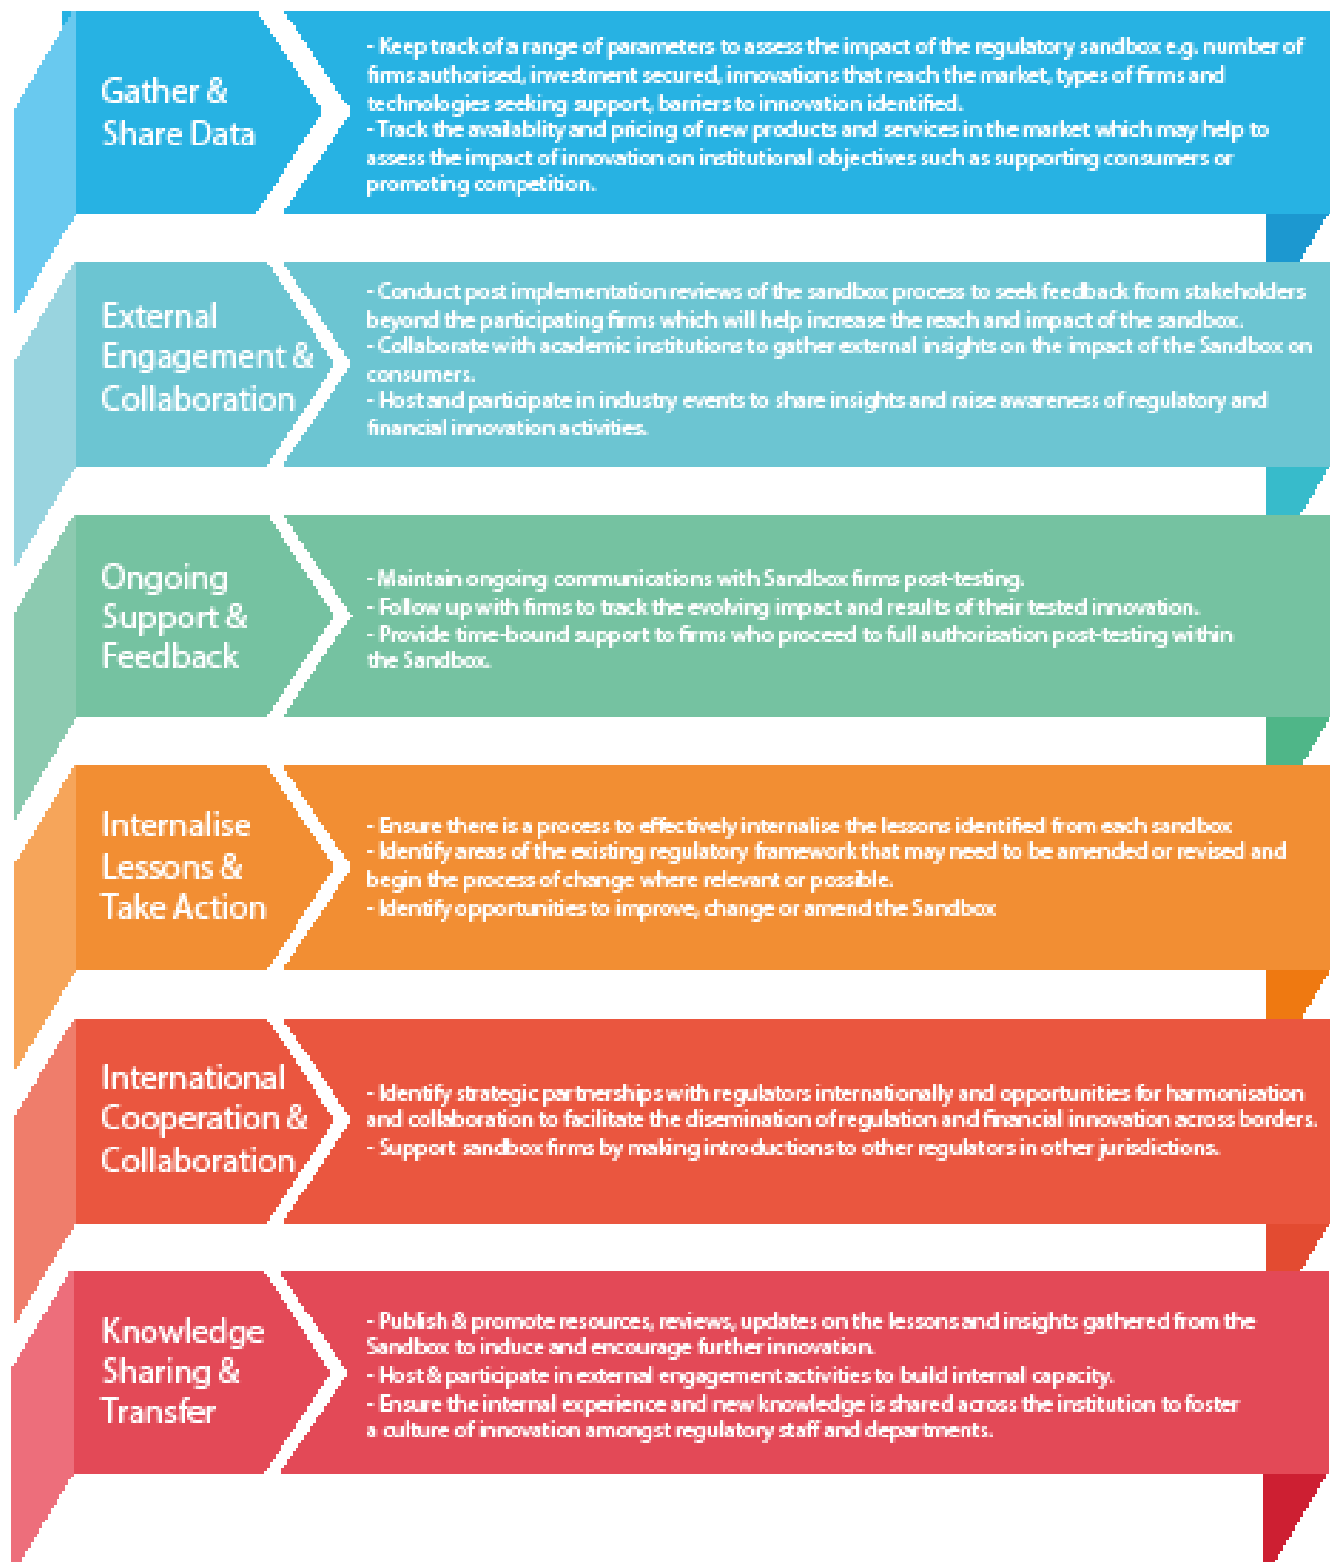 Gather &
Share Data
- Keep track of a range of parameters to assess the impact of the regulatory sandbox e.g. number of
firms authorised, investment secured, innovations that reach the market, types of firms and
technologies seeking support, barriers to innovation identified.
- Track the availablity and pricing of new products and services in the market which may help to
assess the impact of innovation on institutional objectives such as supporting consumers or
promoting competition.
External
Engagement &
Collaboration
- Conduct post implementation reviews of the sandbox process to seek feedback from stakeholders
beyond the participating firms which will help increase the reach and impact of the sandbox.
- Collaborate with academic institutions to gather external insights on the impact of the Sandbox on
consumers.
- Host and participate in industry events to share insights and raise awareness of regulatory and
financial innovation activities.
Ongoing
Support &
Feedback
- Maintain ongoing communications with Sandbox firms post-testing.
- Follow up with firms to track the evolving impact and results of their tested innovation.
- Provide time-bound support to firms who proceed to full authorisation post-testing within
the Sandbox.
Internalise
Lessons &
Take Action
- Ensure there is a process to effectively internalise the lessons identified from each sandbox
- Identify areas of the existing regulatory framework that may need to be amended or revised and
begin the process of change where relevant or possible.
- Identify opportunities to improve, change or amend the Sandbox
International
Cooperation &
Collaboration
- Identify strategic partnerships with regulators internationally and opportunities for harmonisation
and collaboration to facilitate the disemination of regulation and financial innovation across borders.
- Support sandbox firms by making introductions to other regulators in other jurisdictions.
Knowledge
Sharing &
Transfer
- Publish & promote resources, reviews, updates on the lessons and insights gathered from the
Sandbox to induce and encourage further innovation.
- Host & participate in external engagement activities to build internal capacity.
- Ensure the internal experience and new knowledge is shared across the institution to foster
a culture of innovation amongst regulatory staff and departments.